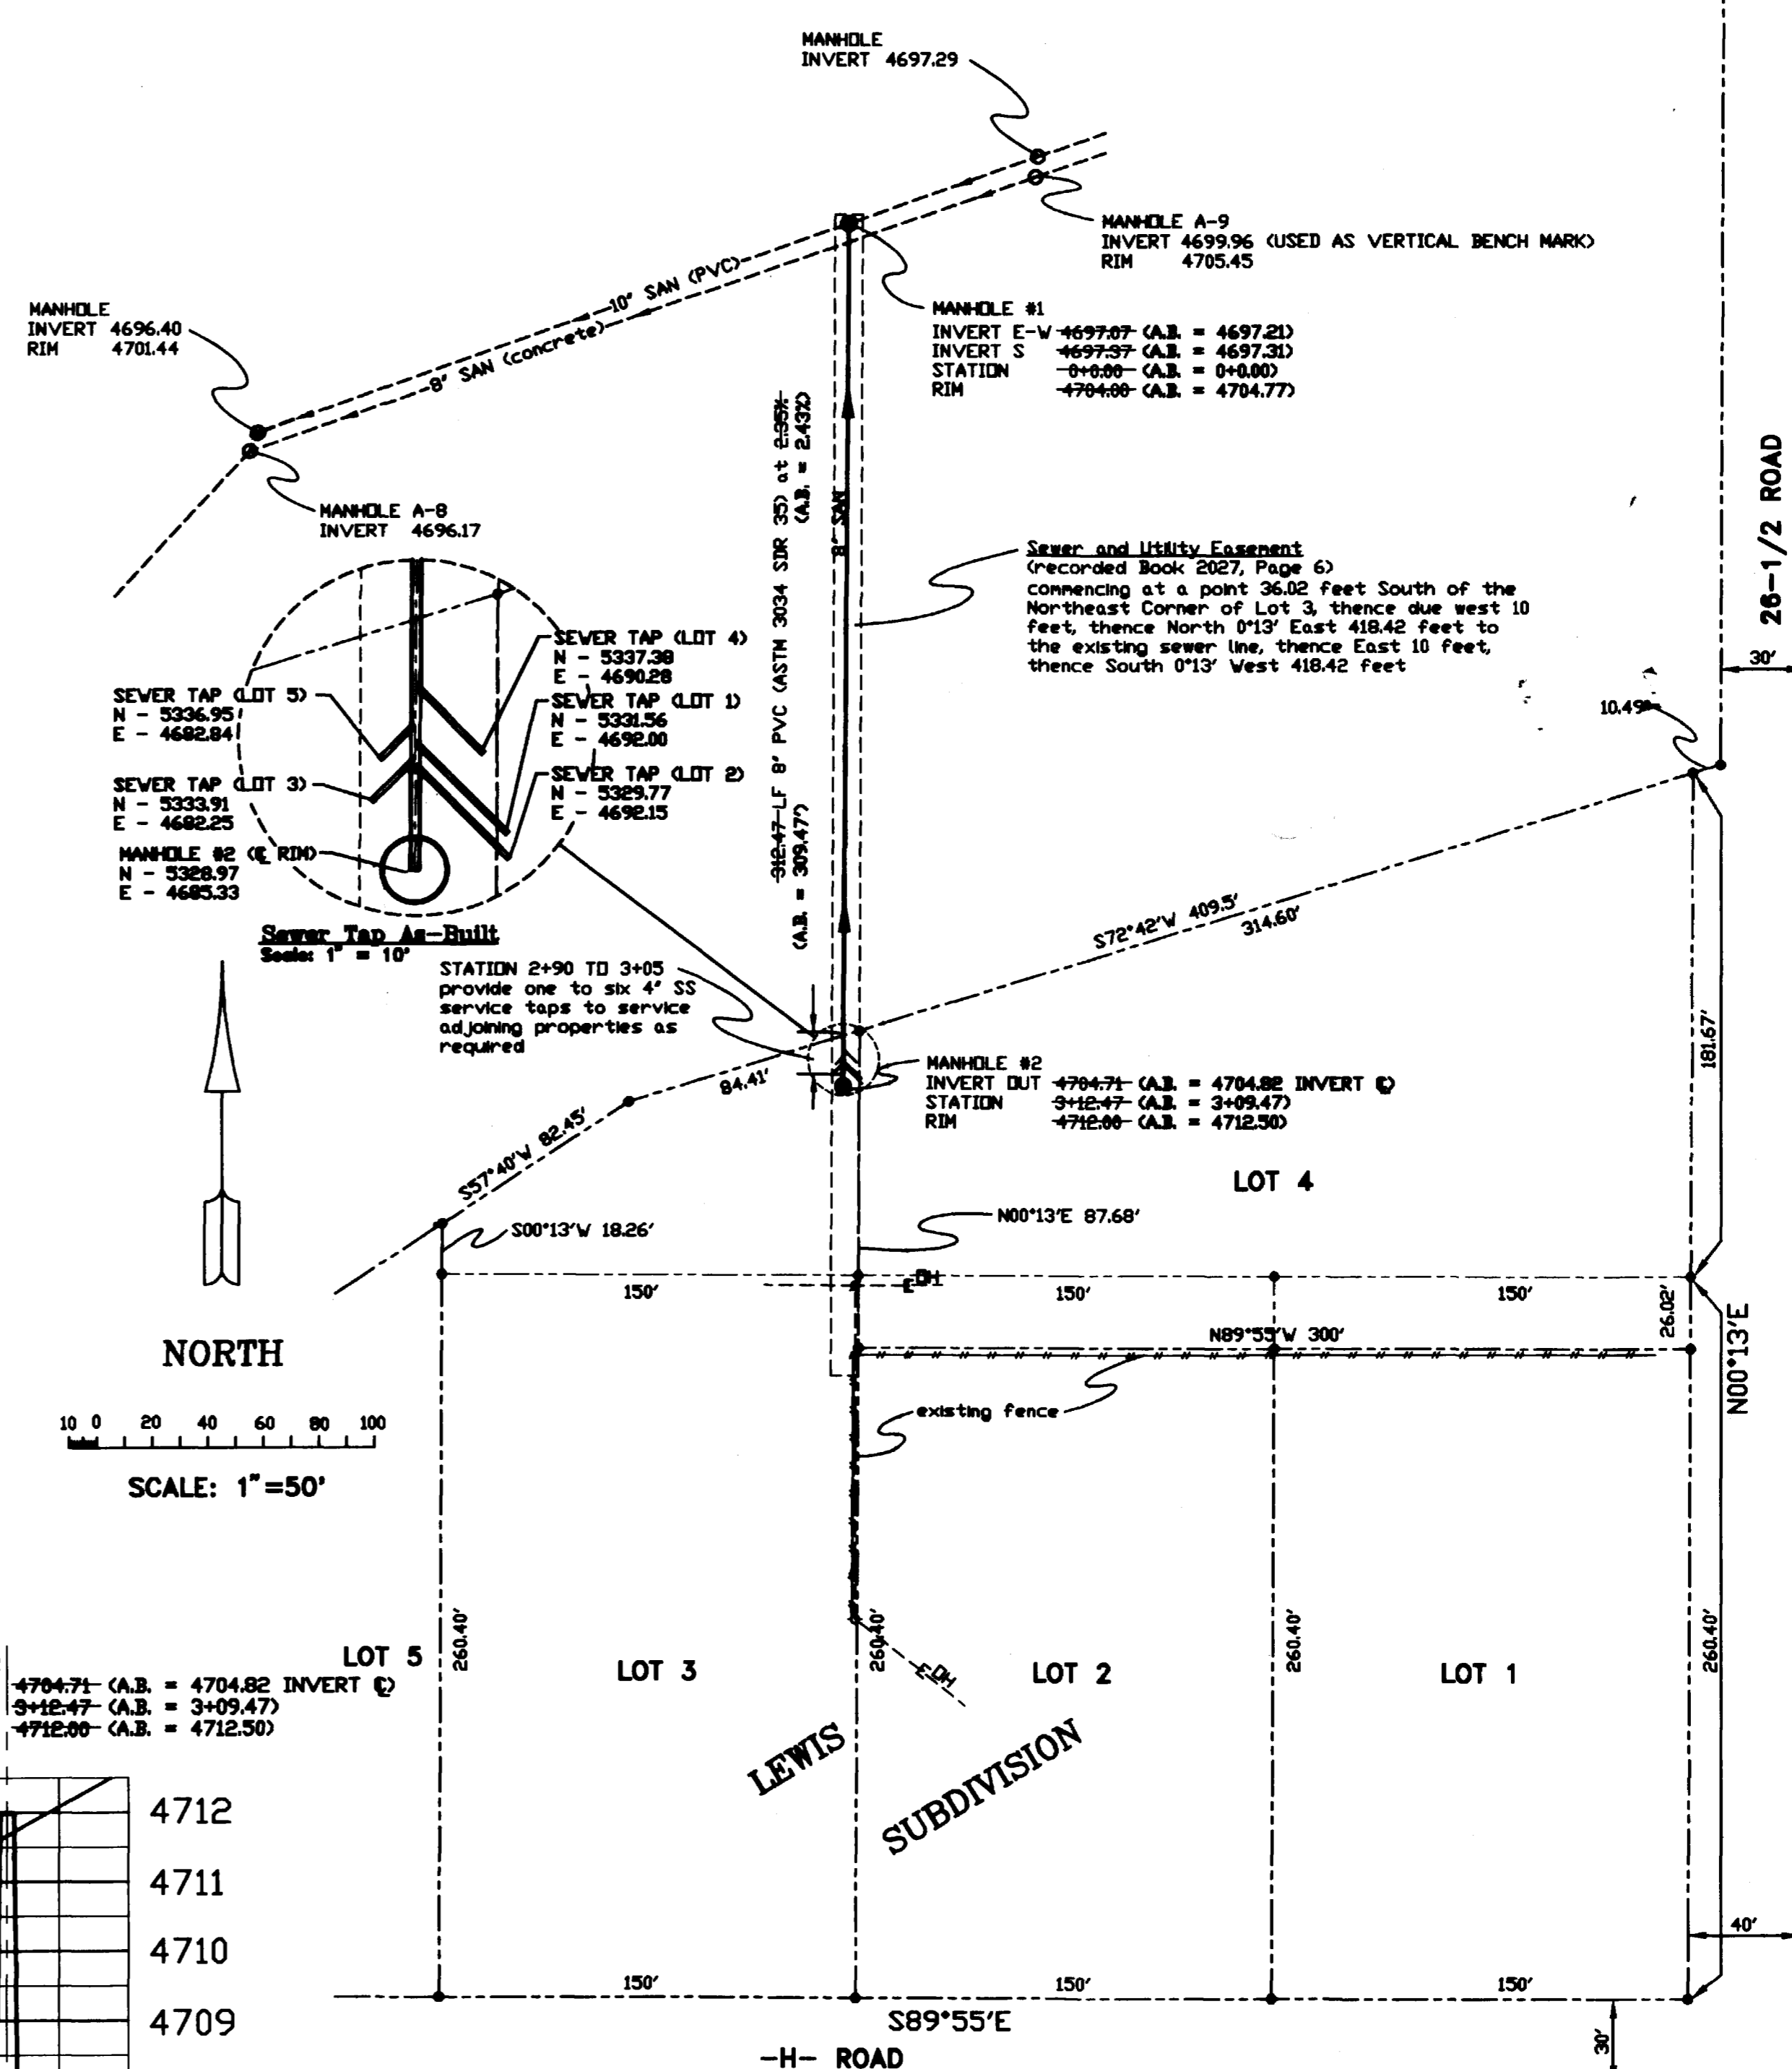 MANHOLE
INVERT 4697.29
MANHOLE A-9
INVERT 4699.96 (USED AS VERTICAL BENCH MARK)
RIM 4705.45
10" SAN (PVC)
8" SAN (concrete)
MANHOLE
INVERT 4696.40
RIM 4701.44
MANHOLE #1
INVERT E-W 4697.07 (A.B. = 4697.21)
INVERT S 4697.37 (A.B. = 4697.31)
STATION 0+0.00 (A.B. = 0+0.00)
RIM 4704.00 (A.B. = 4704.77)
MANHOLE A-8
INVERT 4696.17
312.47 LF 8" PVC (ASTM 3034 SDR 35) at 2.35%
(A.B. = 309.47') (A.B. = 2.43%)
8" SAN
26-1/2 ROAD
30'
Sewer and Utility Easement
(recorded Book 2027, Page 6)
commencing at a point 36.02 feet South of the
Northeast Corner of Lot 3, thence due west 10
feet, thence North 0°13' East 418.42 feet to
the existing sewer line, thence East 10 feet,
thence South 0°13' West 418.42 feet
SEWER TAP (LOT 4)
N - 5337.38
E - 4690.28
SEWER TAP (LOT 5)
N - 5336.95
E - 4682.84
SEWER TAP (LOT 1)
N - 5331.56
E - 4692.00
SEWER TAP (LOT 3)
N - 5333.91
E - 4682.25
SEWER TAP (LOT 2)
N - 5329.77
E - 4692.15
MANHOLE #2 (℄ RIM)
N - 5328.97
E - 4685.33
Sewer Tap As-Built
Scale: 1" = 10'
10.49'
S72°42'W 409.5'
314.60'
STATION 2+90 TO 3+05
provide one to six 4" SS
service taps to service
adjoining properties as
required
84.41'
S57°40'W 82.45'
MANHOLE #2
INVERT OUT 4704.71 (A.B. = 4704.82 INVERT ℄)
STATION 3+12.47 (A.B. = 3+09.47)
RIM 4712.00 (A.B. = 4712.50)
181.67'
LOT 4
S00°13'W 18.26'
N00°13'E 87.68'
E OH
150'
150'
150'
26.02'
N89°55'W 300'
N00°13'E
NORTH
existing fence
10 0 20 40 60 80 100
SCALE: 1"=50'
LOT 5
260.40'
LOT 3
260.40'
E-OH
LOT 2
260.40'
LOT 1
260.40'
4704.71 (A.B. = 4704.82 INVERT ℄)
3+12.47 (A.B. = 3+09.47)
4712.00 (A.B. = 4712.50)
LEWIS
SUBDIVISION
4712
4711
4710
4709
40'
150'
150'
150'
S89°55'E
30'
-H- ROAD